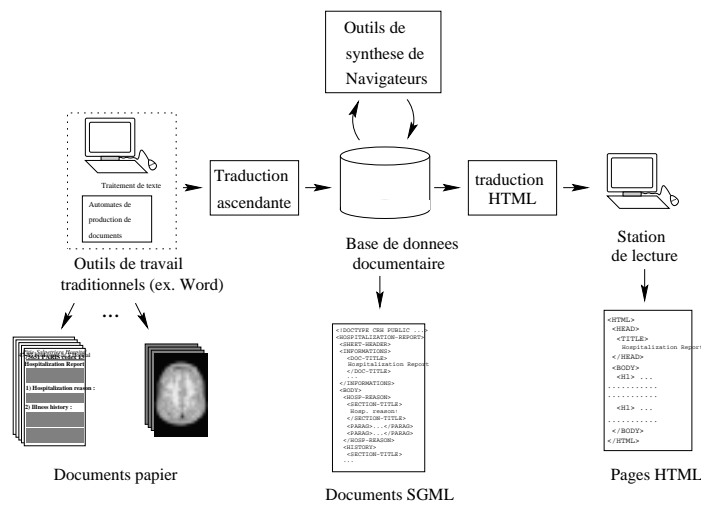 Outils de
synthese de
Navigateurs
Traitement de texte
Automates de
production de
documents
Traduction
ascendante
traduction
HTML
Outils de travail
traditionnels (ex. Word)
Base de donnees
documentaire
Station
de lecture
...
Hospitalization Report
1) Hospitalization reason :
2) Illness history :
Documents papier
<!DOCTYPE CRH PUBLIC ...>
<HOSPITALIZATION-REPORT>
<SHEET-HEADER>
<INFORMATIONS>
<DOC-TITLE>
Hospitalization Report
</DOC-TITLE>
...
</INFORMATIONS>
<BODY>
<HOSP-REASON>
<SECTION-TITLE>
Hosp. reason:
</SECTION-TITLE>
<PARAG>...</PARAG>
<PARAG>...</PARAG>
</HOSP-REASON>
<HISTORY>
<SECTION-TITLE>
...
Documents SGML
<HTML>
<HEAD>
<TITLE>
Hospitalization Report
</HEAD>
<BODY>
<H1> ...
...........
...........
<H1> ...
...........
</BODY>
</HTML>
Pages HTML